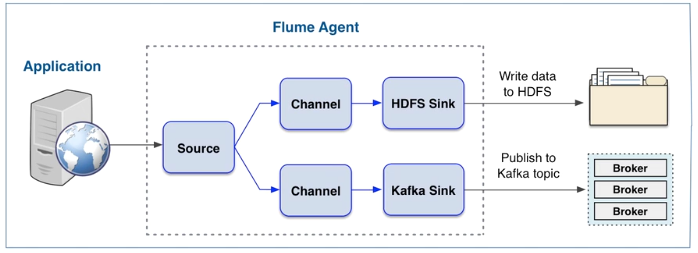 Flume Agent
Application
Source
Channel
HDFS Sink
Write data
to HDFS
Channel
Kafka Sink
Publish to
Kafka topic
Broker
Broker
Broker